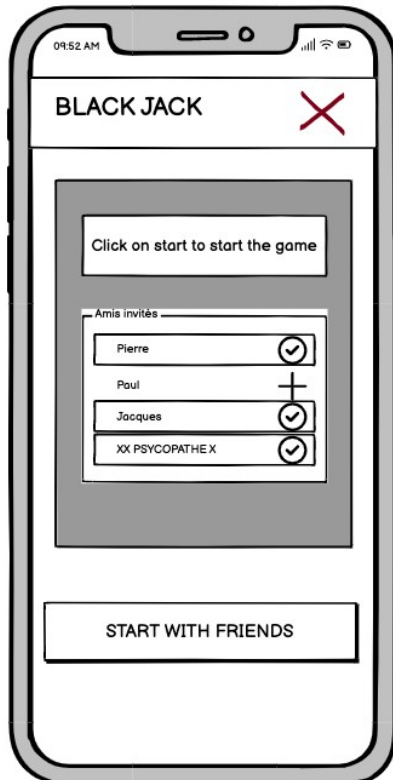 09:52 AM
BLACK JACK
Click on start to start the game
Amis invités
Pierre
Paul
Jacques
XX PSYCOPATHE X
START WITH FRIENDS